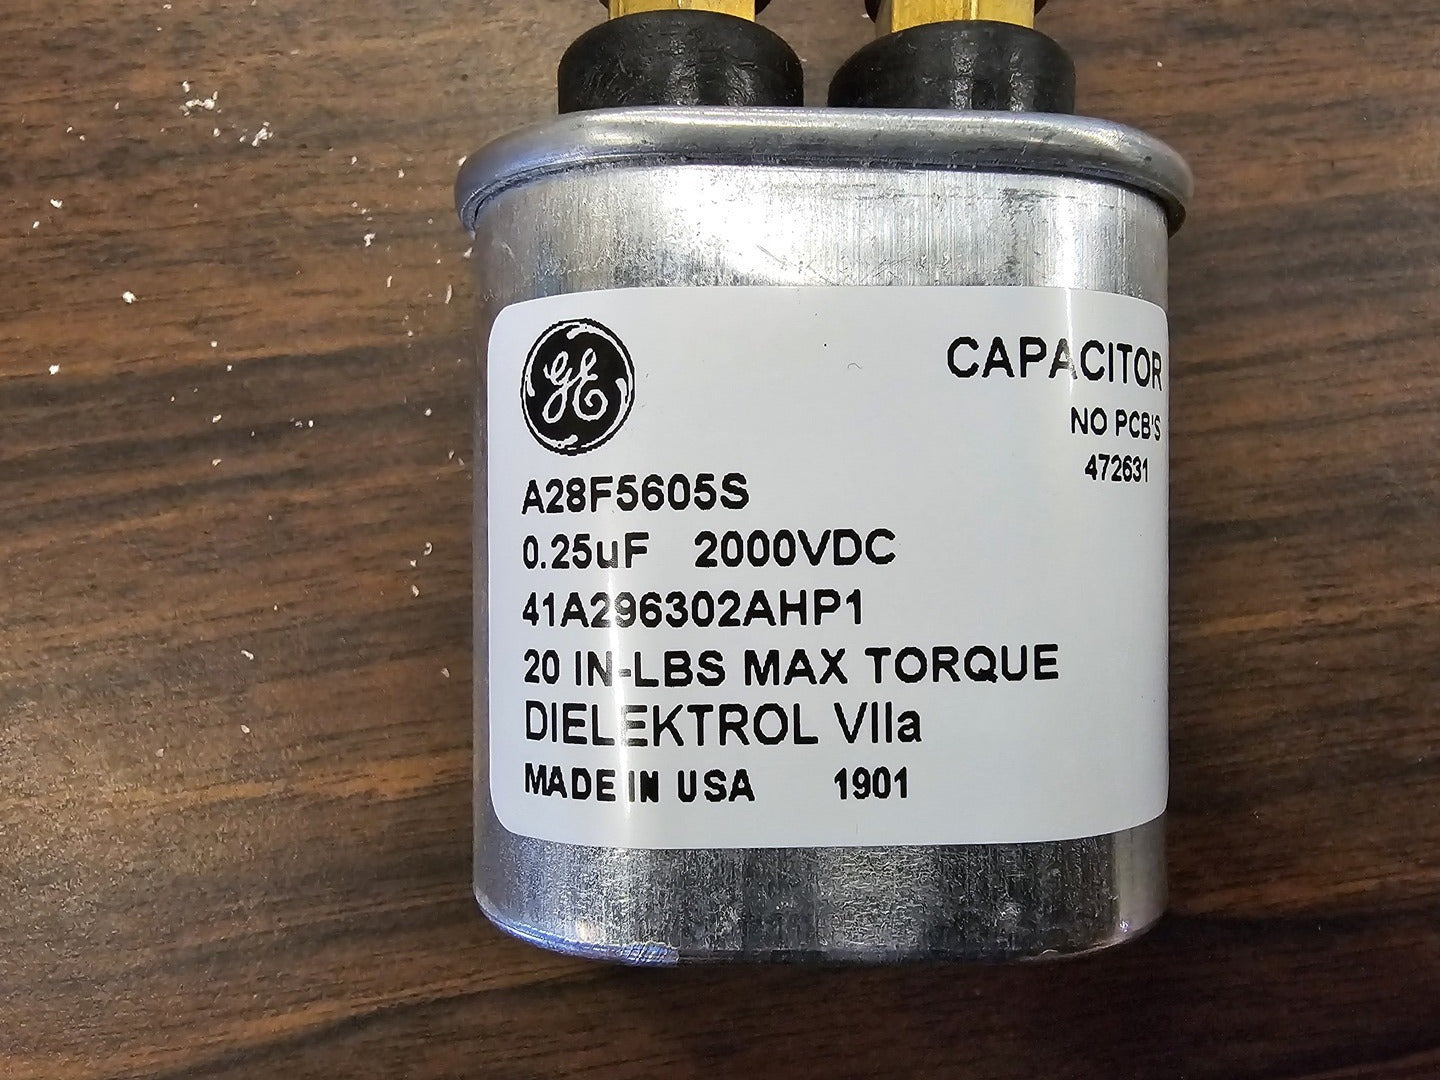 GE
CAPACITOR
NO PCB'S
472631
A28F5605S
0.25uF 2000VDC
41A296302AHP1
20 IN-LBS MAX TORQUE
DIELEKTROL VIIa
MADE IN USA 1901